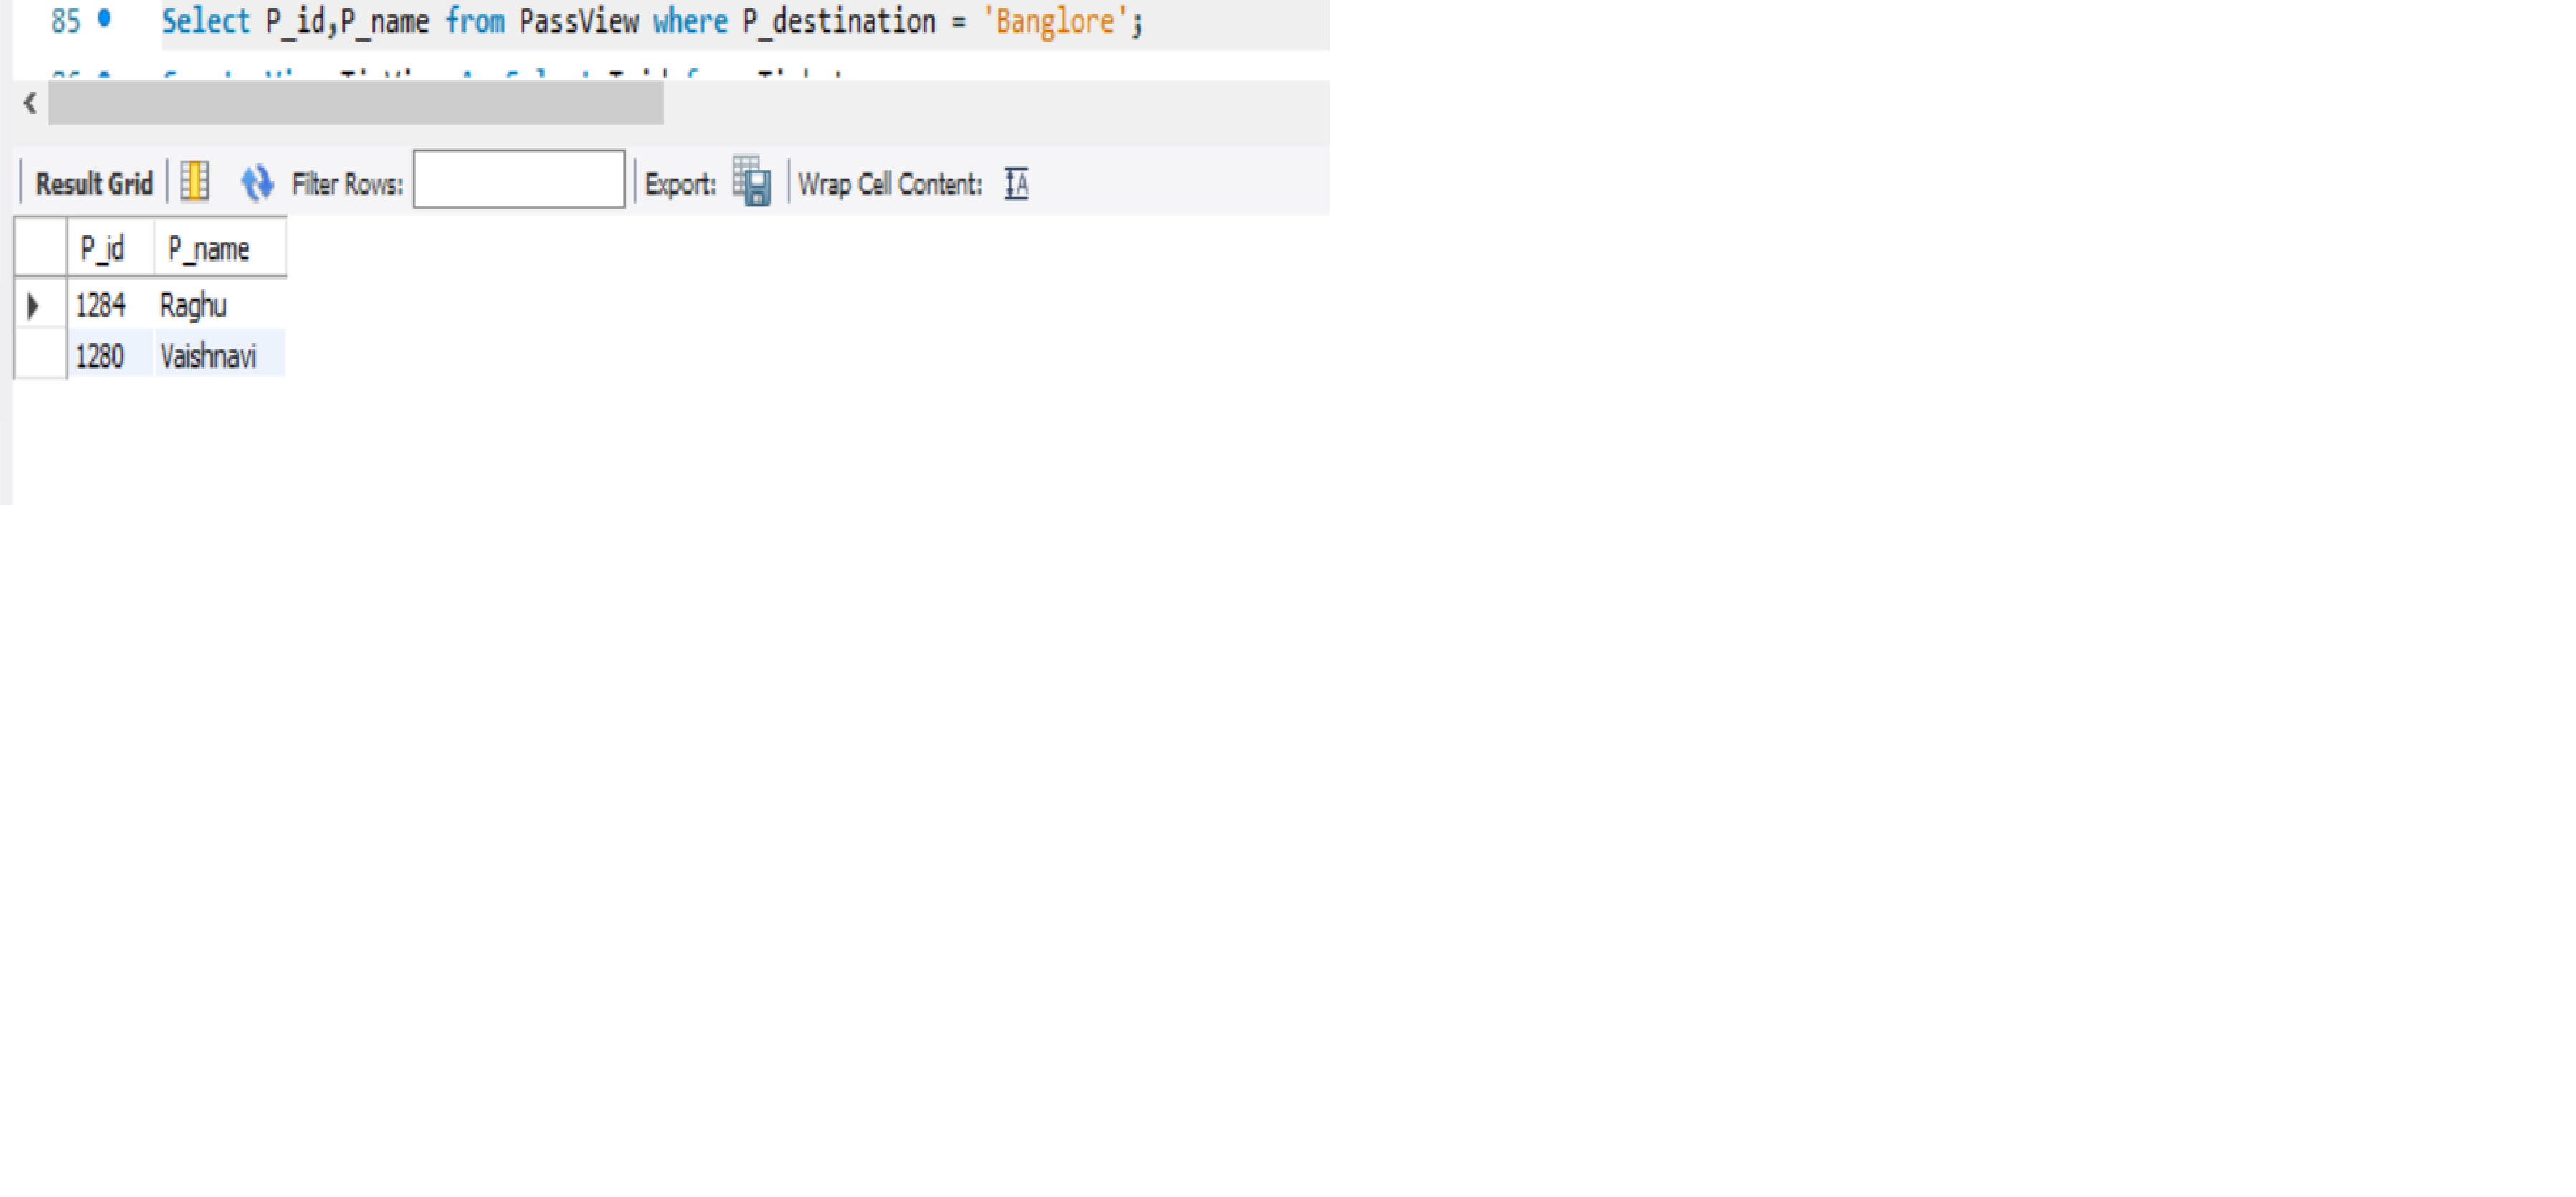 85 Select P_id,P_name from PassView where P_destination = 'Banglore';
Result Grid Filter Rows: Export: Wrap Cell Content:
P_id P_name
1284 Raghu
1280 Vaishnavi